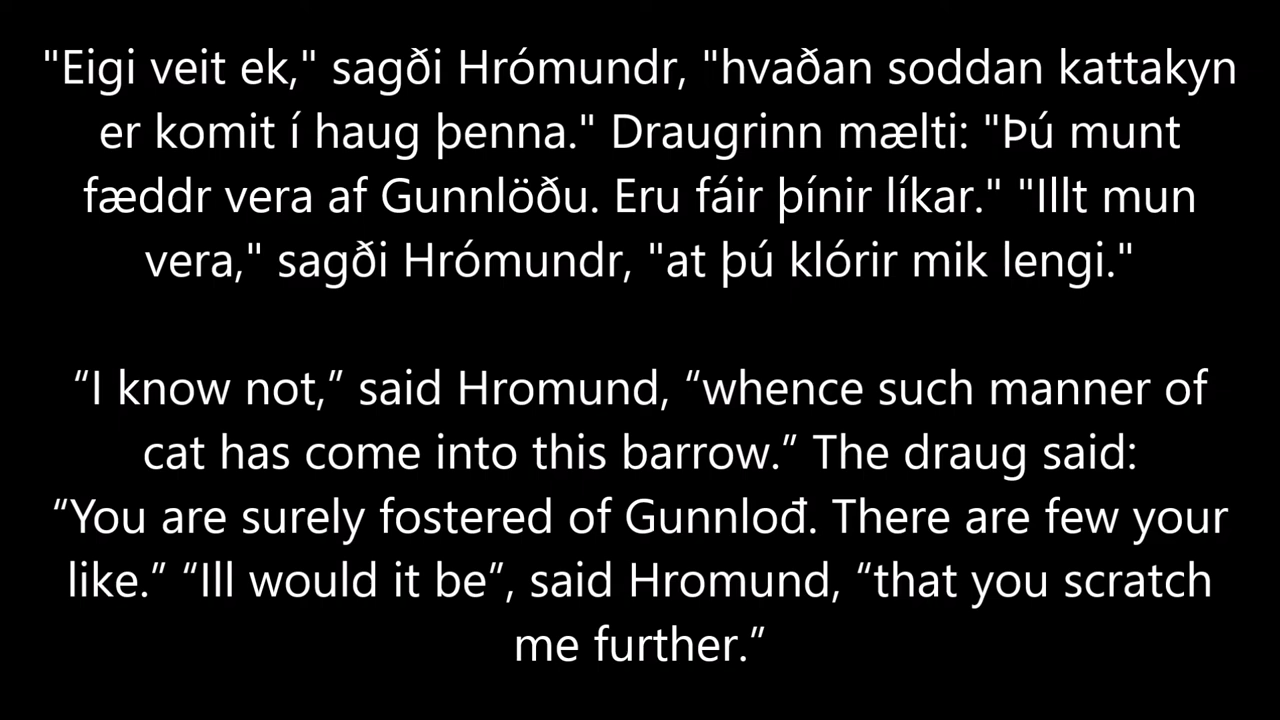 "Eigi veit ek," sagði Hrómundr, "hvaðan soddan kattakyn
er komit í haug þenna." Draugrinn mælti: "Þú munt
fæddr vera af Gunnlöðu. Eru fáir þínir líkar." "Illt mun
vera," sagði Hrómundr, "at þú klórir mik lengi."
“I know not,” said Hromund, “whence such manner of
cat has come into this barrow.” The draug said:
“You are surely fostered of Gunnlođ. There are few your
like.” “Ill would it be”, said Hromund, “that you scratch
me further.”